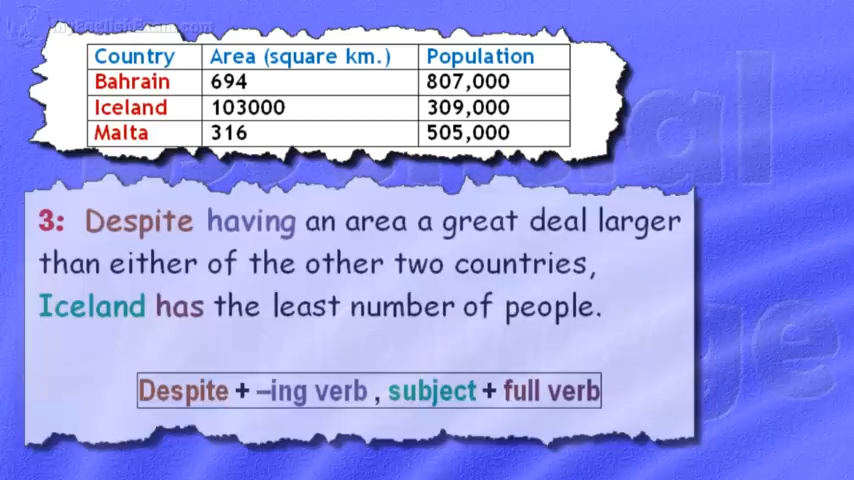 MyEnglishExam.com
Country Area (square km.) Population
Bahrain 694 807,000
Iceland 103000 309,000
Malta 316 505,000
3: Despite having an area a great deal larger
than either of the other two countries,
Iceland has the least number of people.
Despite + –ing verb , subject + full verb